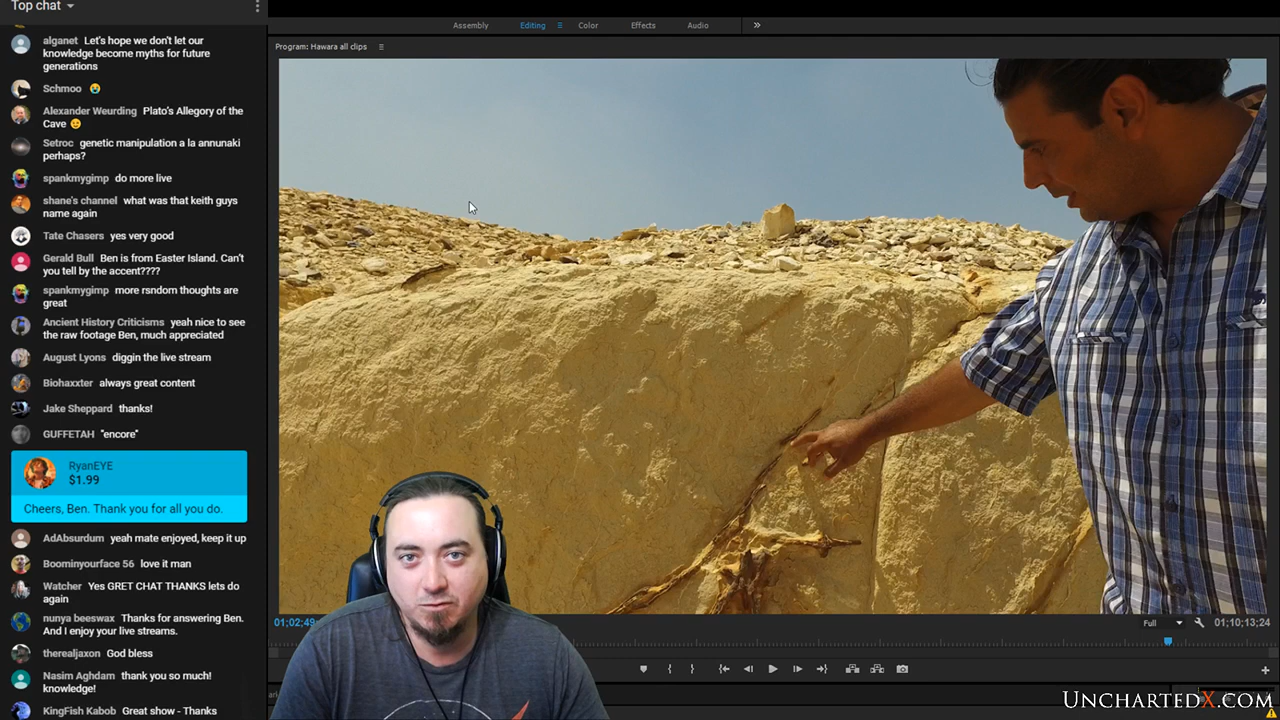 Top chat
Assembly
Editing
Color
Effects
Audio
Program: Hawara all clips
alganet Let's hope we don't let our
knowledge become myths for future
generations
Schmoo
Alexander Weurding Plato's Allegory of the
Cave
Setroc genetic manipulation a la annunaki
perhaps?
spankmygimp do more live
shane's channel what was that keith guys
name again
Tate Chasers yes very good
Gerald Bull Ben is from Easter Island. Can't
you tell by the accent????
spankmygimp more rsndom thoughts are
great
Ancient History Criticisms yeah nice to see
the raw footage Ben, much appreciated
August Lyons diggin the live stream
Biohaxxter always great content
Jake Sheppard thanks!
GUFFETAH "encore"
RyanEYE
$1.99
Cheers, Ben. Thank you for all you do.
AdAbsurdum yeah mate enjoyed, keep it up
Boominyourface 56 love it man
Watcher Yes GRET CHAT THANKS lets do
again
nunya beeswax Thanks for answering Ben.
And I enjoy your live streams.
therealjaxon God bless
Nasim Aghdam thank you so much!
knowledge!
KingFish Kabob Great show - Thanks
Full
01;10;13;24
UNCHARTEDX.COM